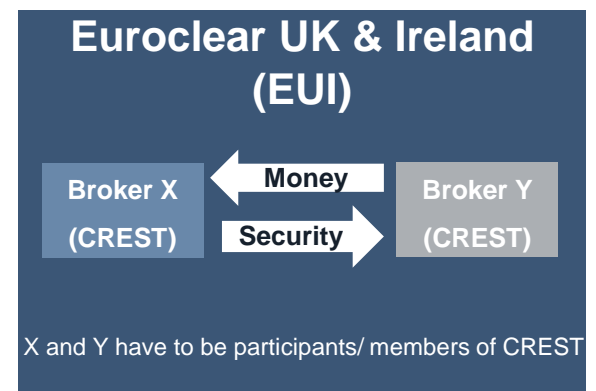 Euroclear UK & Ireland
(EUI)
Money
Broker X
(CREST)
Security
Broker Y
(CREST)
X and Y have to be participants/ members of CREST